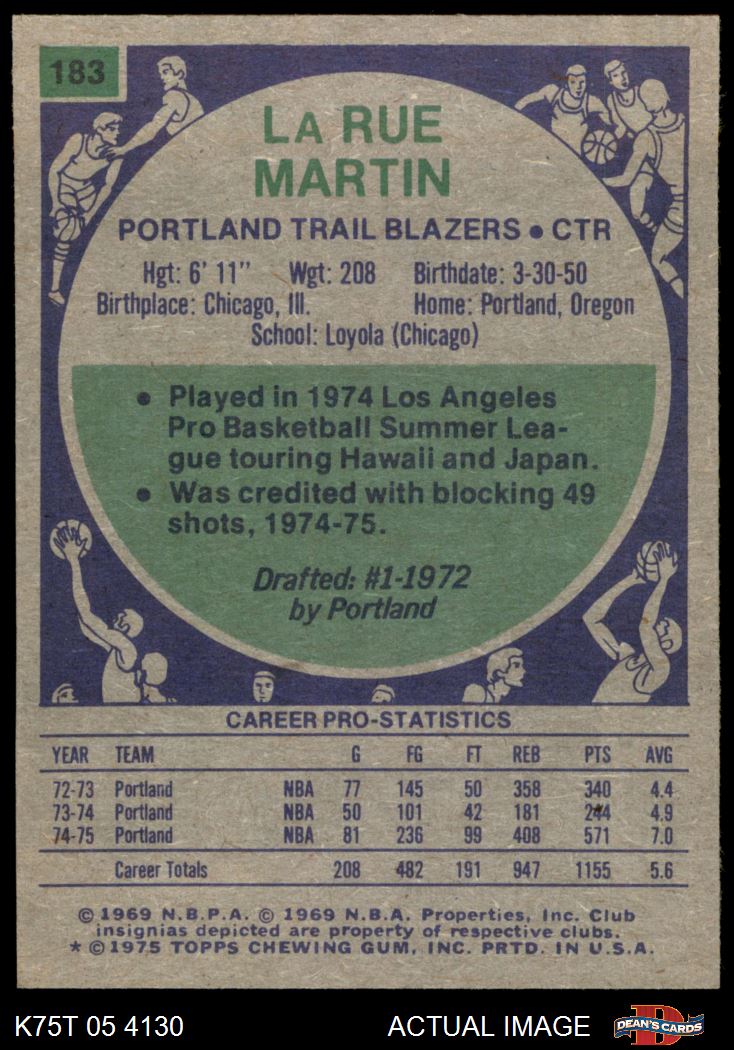 183
LA RUE
MARTIN
PORTLAND TRAIL BLAZERS • CTR
Hgt: 6' 11" Wgt: 208 Birthdate: 3-30-50
Birthplace: Chicago, Ill. Home: Portland, Oregon
School: Loyola (Chicago)
• Played in 1974 Los Angeles
Pro Basketball Summer Lea-
gue touring Hawaii and Japan.
• Was credited with blocking 49
shots, 1974-75.
Drafted: #1-1972
by Portland
CAREER PRO-STATISTICS
YEAR TEAM G FG FT REB PTS AVG
72-73 Portland NBA 77 145 50 358 340 4.4
73-74 Portland NBA 50 101 42 181 244 4.9
74-75 Portland NBA 81 236 99 408 571 7.0
Career Totals 208 482 191 947 1155 5.6
© 1969 N.B.P.A. © 1969 N.B.A. Properties, Inc. Club
insignias depicted are property of respective clubs.
* © 1975 TOPPS CHEWING GUM, INC. PRTD. IN U.S.A.
K75T 05 4130 ACTUAL IMAGE D DEAN'S CARDS